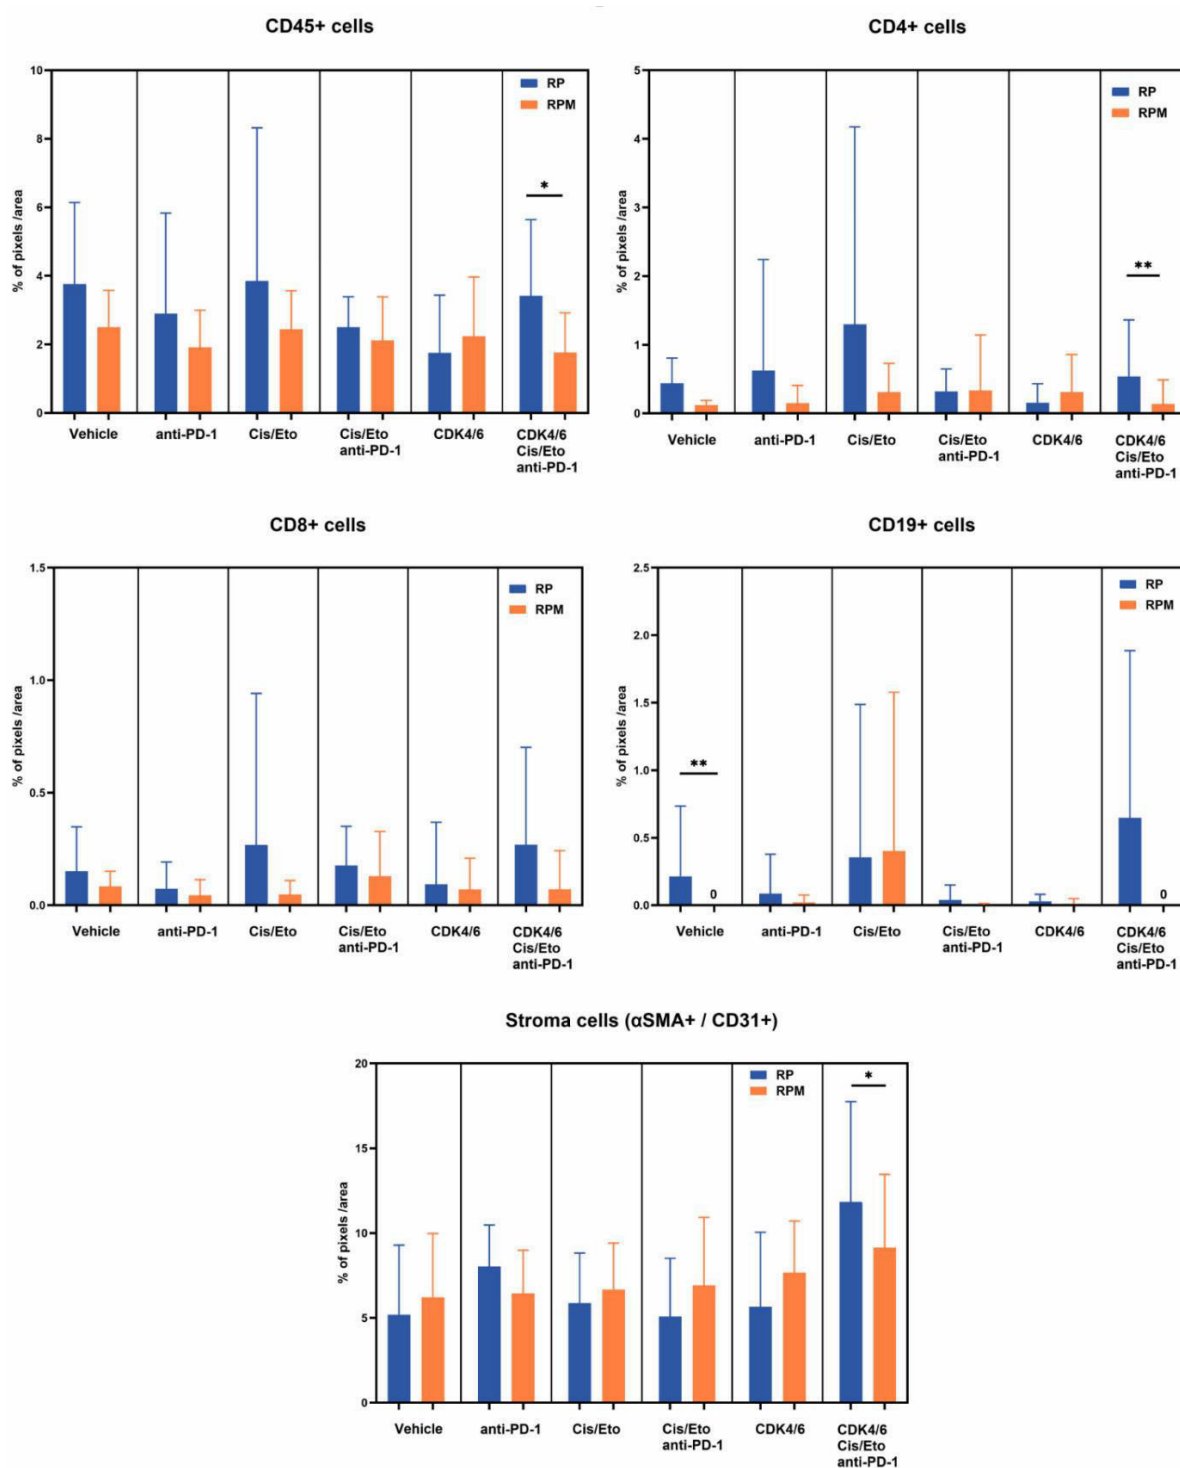 CD45+ cells
% of pixels /area
10
8
6
4
2
0
RP
RPM
*
Vehicle
anti-PD-1
Cis/Eto
Cis/Eto
anti-PD-1
CDK4/6
CDK4/6
Cis/Eto
anti-PD-1
CD4+ cells
% of pixels /area
5
4
3
2
1
0
RP
RPM
**
Vehicle
anti-PD-1
Cis/Eto
Cis/Eto
anti-PD-1
CDK4/6
CDK4/6
Cis/Eto
anti-PD-1
CD8+ cells
% of pixels /area
1.5
1.0
0.5
0.0
RP
RPM
Vehicle
anti-PD-1
Cis/Eto
Cis/Eto
anti-PD-1
CDK4/6
CDK4/6
Cis/Eto
anti-PD-1
CD19+ cells
% of pixels /area
2.5
2.0
1.5
1.0
0.5
0.0
RP
RPM
**
0
0
Vehicle
anti-PD-1
Cis/Eto
Cis/Eto
anti-PD-1
CDK4/6
CDK4/6
Cis/Eto
anti-PD-1
Stroma cells (αSMA+ / CD31+)
% of pixels /area
20
15
10
5
0
RP
RPM
*
Vehicle
anti-PD-1
Cis/Eto
Cis/Eto
anti-PD-1
CDK4/6
CDK4/6
Cis/Eto
anti-PD-1